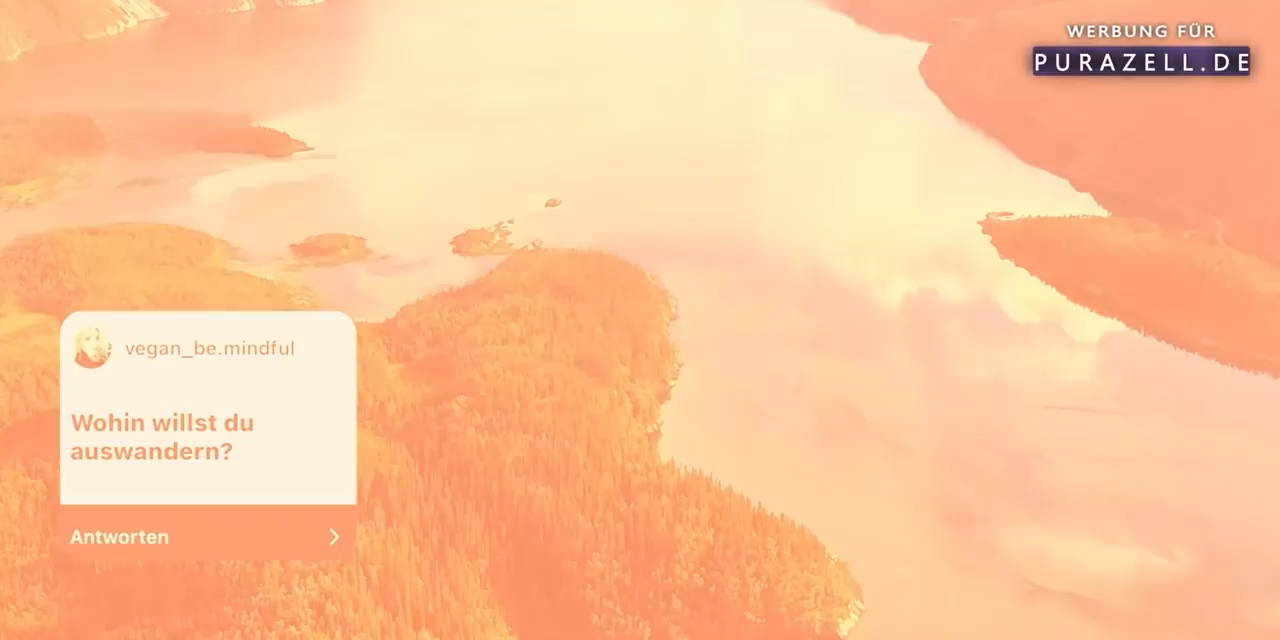 WERBUNG FÜR
PURAZELL.DE
vegan_be.mindful
Wohin willst du
auswandern?
Antworten